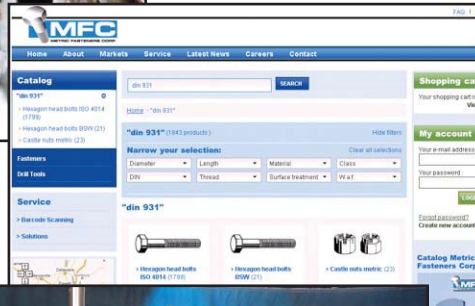 FAQ |
MFC
METRIC FASTENERS CORP
Home About Markets Service Latest News Careers Contact
Catalog
"din 931"
› Hexagon head bolts ISO 4014
(1799)
› Hexagon head bolts BSW (21)
› Castle nuts metric (23)
Fasteners
Drill Tools
Service
> Barcode Scanning
> Solutions
din 931
SEARCH
Home › "din 931"
"din 931" (1843 products)
Hide filters
Narrow your selection:
Clear all selections
Diameter Length Material Class
DIN Thread Surface treatment W.a.f.
"din 931"
› Hexagon head bolts
ISO 4014 (1799)
› Hexagon head bolts
BSW (21)
› Castle nuts metric (23)
Shopping ca
Your shopping cart i
Vie
My account
Your e-mail address
Your password
LOG
Forgot password?
Create new account
Catalog Metric
Fasteners Corp